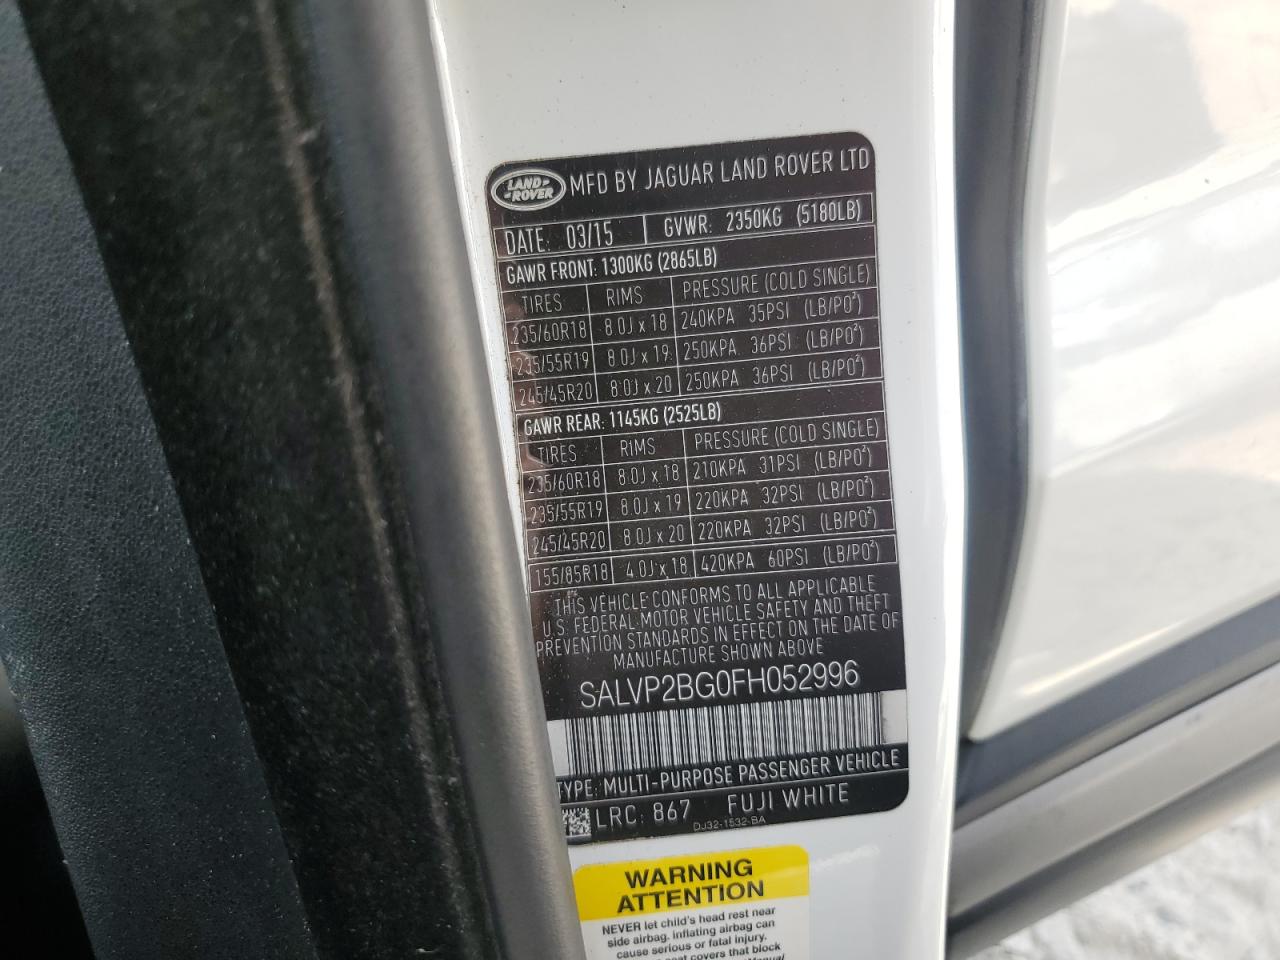 LAND-
-ROVER
MFD BY JAGUAR LAND ROVER LTD
DATE: 03/15 GVWR: 2350KG (5180LB)
GAWR FRONT: 1300KG (2865LB)
TIRES RIMS PRESSURE (COLD SINGLE)
235/60R18 8.0J x 18 240KPA 35PSI (LB/PO²)
235/55R19 8.0J x 19 250KPA 36PSI (LB/PO²)
245/45R20 8.0J x 20 250KPA 36PSI (LB/PO²)
GAWR REAR: 1145KG (2525LB)
TIRES RIMS PRESSURE (COLD SINGLE)
235/60R18 8.0J x 18 210KPA 31PSI (LB/PO²)
235/55R19 8.0J x 19 220KPA 32PSI (LB/PO²)
245/45R20 8.0J x 20 220KPA 32PSI (LB/PO²)
155/85R18 4.0J x 18 420KPA 60PSI (LB/PO²)
THIS VEHICLE CONFORMS TO ALL APPLICABLE
U.S. FEDERAL MOTOR VEHICLE SAFETY AND THEFT
PREVENTION STANDARDS IN EFFECT ON THE DATE OF
MANUFACTURE SHOWN ABOVE
SALVP2BG0FH052996
TYPE: MULTI-PURPOSE PASSENGER VEHICLE
LRC: 867 FUJI WHITE
DJ32-1532-BA
WARNING
ATTENTION
NEVER let child's head rest near
side airbag. inflating airbag can
cause serious or fatal injury.
seat covers that block
Manual